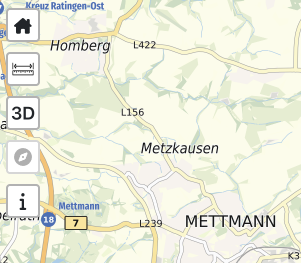 Kreuz Ratingen-Ost
Homberg
L422
3D
L156
Metzkausen
i
Mettmann
18
7
L239
METTMANN